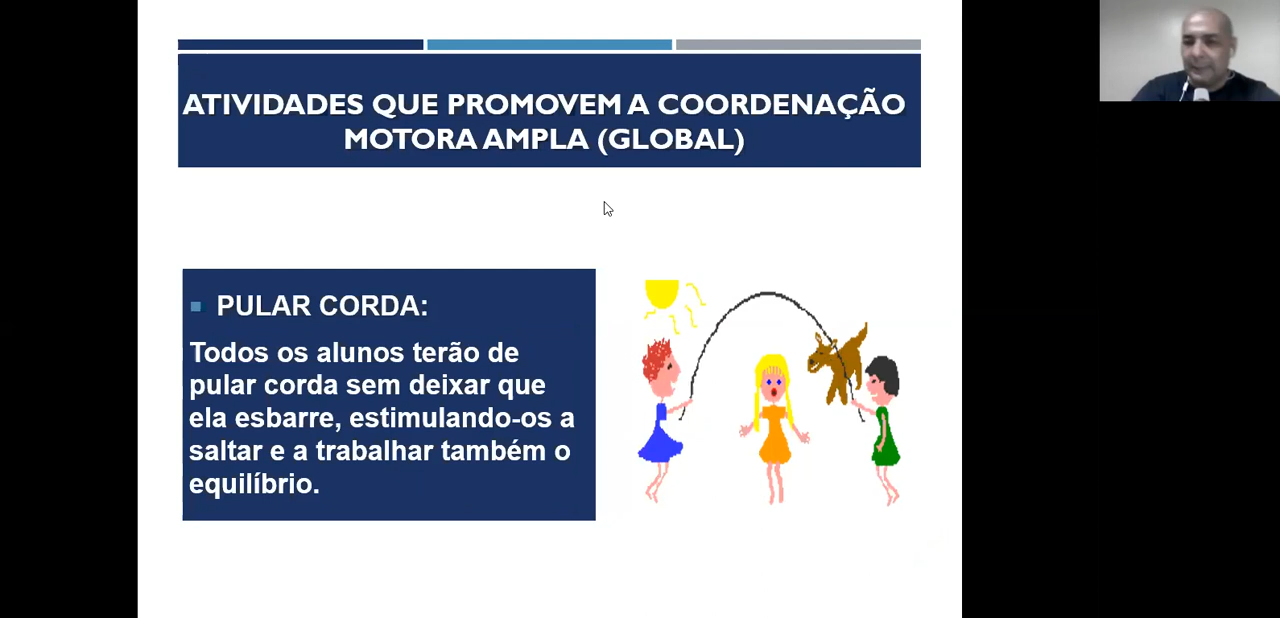 ATIVIDADES QUE PROMOVEM A COORDENAÇÃO
MOTORA AMPLA (GLOBAL)
PULAR CORDA:
Todos os alunos terão de
pular corda sem deixar que
ela esbarre, estimulando-os a
saltar e a trabalhar também o
equilíbrio.